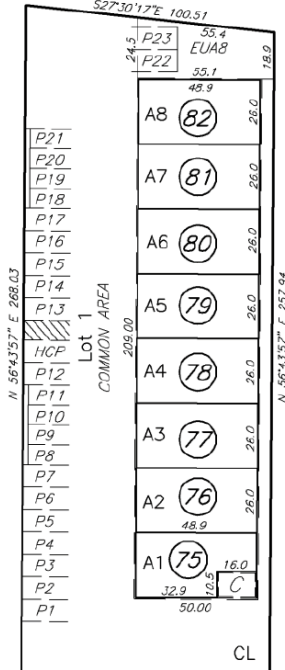 S27°30'17"E 100.51
P23
55.4
EUA8
24.5
P22
18.9
55.1
48.9
A8 82 26.0
A7 81 26.0
A6 80 26.0
A5 79 26.0
A4 78 26.0
A3 77 26.0
A2 76 26.0
48.9
A1 75
16.0
10.5
C
32.9
50.00
209.00
P21
P20
P19
P18
P17
P16
P15
P14
P13
HCP
P12
P11
P10
P9
P8
P7
P6
P5
P4
P3
P2
P1
Lot 1
COMMON AREA
N 56°43'57" E 268.03
N 56°43'57" E 257.94
CL